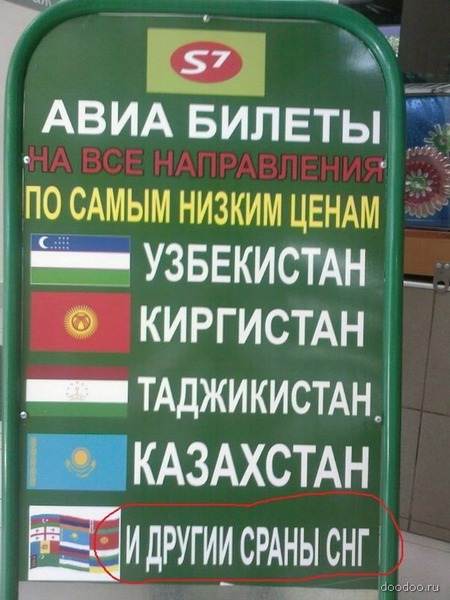 S7
АВИА БИЛЕТЫ
НА ВСЕ НАПРАВЛЕНИЯ
ПО САМЫМ НИЗКИМ ЦЕНАМ
УЗБЕКИСТАН
КИРГИСТАН
ТАДЖИКИСТАН
КАЗАХСТАН
И ДРУГИИ СРАНЫ СНГ
doodoo.ru